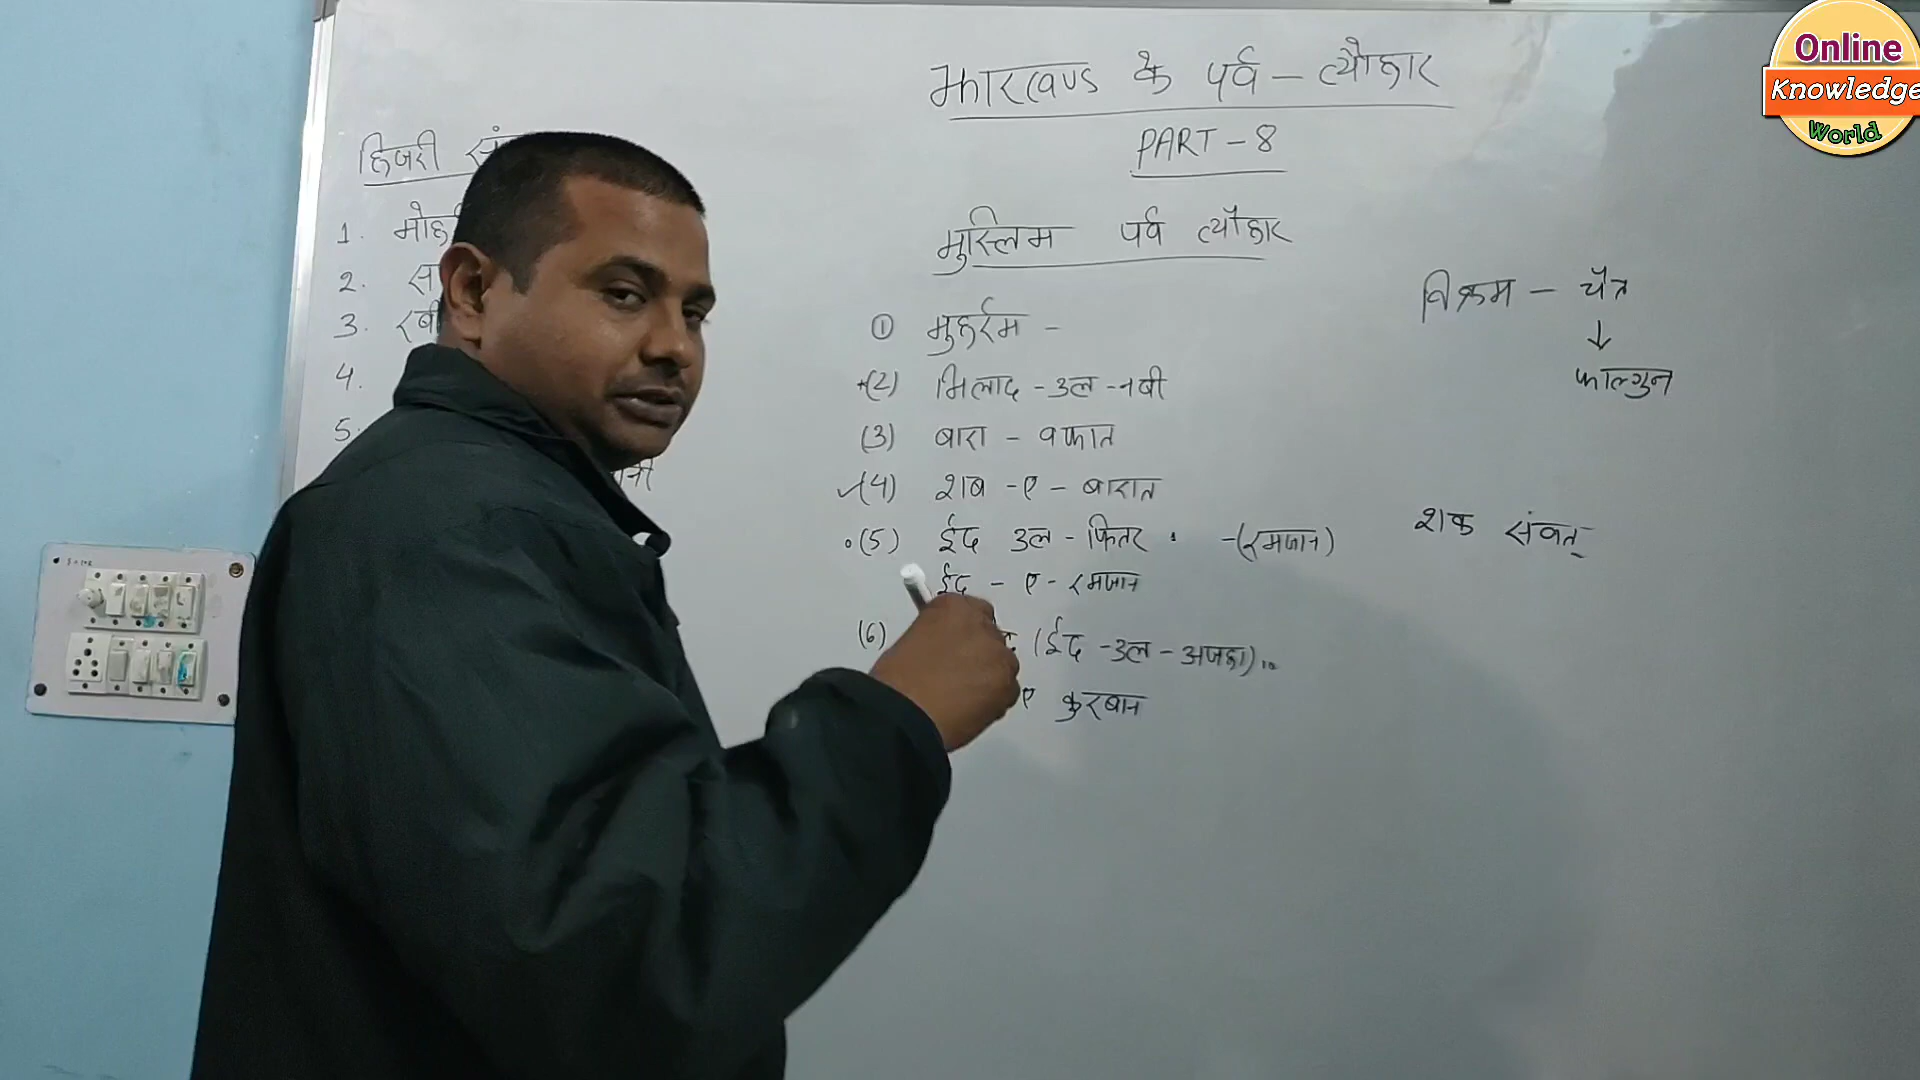 झारखण्ड के पर्व - त्यौहार
PART - 8
हिजरी
1.
2.
3.
4.
5.
मुस्लिम पर्व त्यौहार
① मुहर्रम -
(2) मिलाद - उल - नबी
(3) बारा - वफात
(4) शब - ए - बारात
(5) ईद उल - फितर - (रमजान)
ईद - ए - रमजान
(6) (ईद - उल - अजहा)
ए कुरबान
विक्रम - चैत्र
↓
फाल्गुन
शक संवत्
Online
Knowledge
World